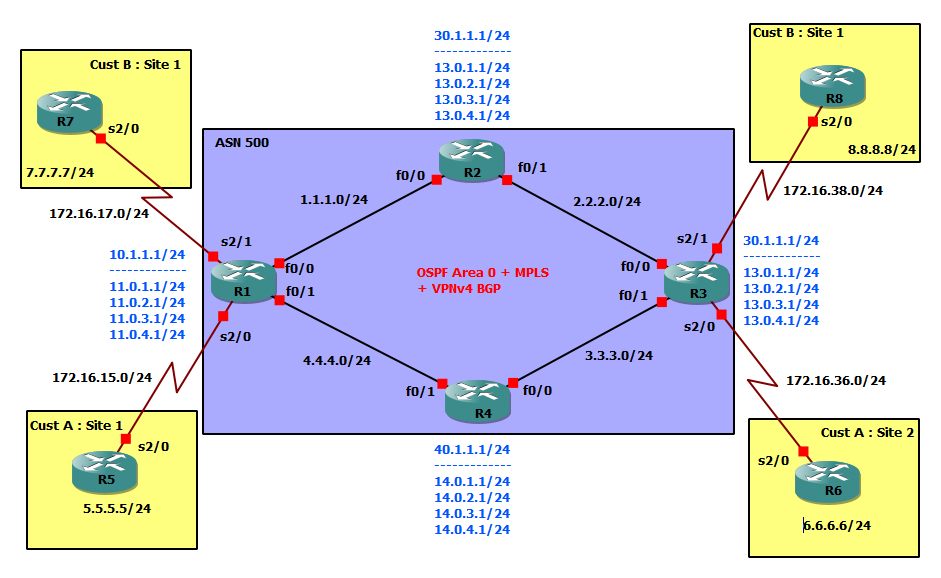 30.1.1.1/24
-------------
13.0.1.1/24
13.0.2.1/24
13.0.3.1/24
13.0.4.1/24
Cust B : Site 1
R7
s2/0
7.7.7.7/24
172.16.17.0/24
Cust B : Site 1
R8
s2/0
8.8.8.8/24
172.16.38.0/24
ASN 500
R2
f0/0
f0/1
1.1.1.0/24
2.2.2.0/24
10.1.1.1/24
-------------
11.0.1.1/24
11.0.2.1/24
11.0.3.1/24
11.0.4.1/24
s2/1
f0/0
R1
f0/1
s2/0
OSPF Area 0 + MPLS
+ VPNv4 BGP
s2/1
f0/0
R3
f0/1
s2/0
30.1.1.1/24
-------------
13.0.1.1/24
13.0.2.1/24
13.0.3.1/24
13.0.4.1/24
4.4.4.0/24
3.3.3.0/24
f0/1
f0/0
R4
172.16.15.0/24
172.16.36.0/24
Cust A : Site 1
s2/0
R5
5.5.5.5/24
40.1.1.1/24
-------------
14.0.1.1/24
14.0.2.1/24
14.0.3.1/24
14.0.4.1/24
Cust A : Site 2
s2/0
R6
6.6.6.6/24